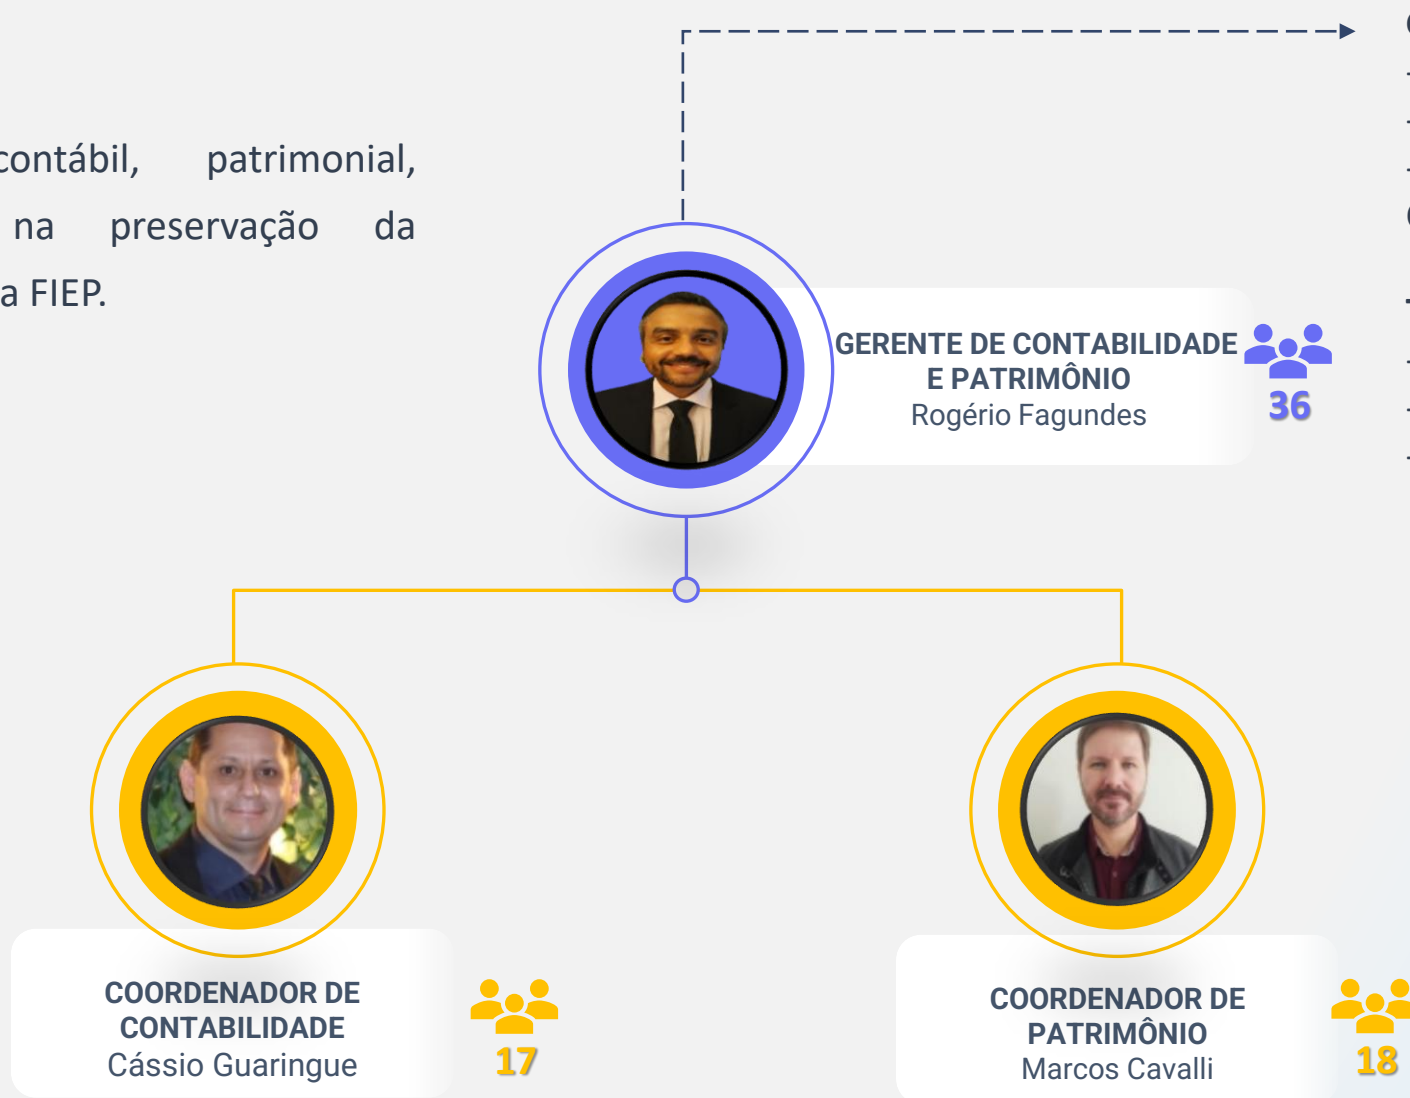 contábil, patrimonial,
na preservação da
a FIEP.
GERENTE DE CONTABILIDADE
E PATRIMÔNIO
Rogério Fagundes
36
COORDENADOR DE
CONTABILIDADE
Cássio Guaringue
17
COORDENADOR DE
PATRIMÔNIO
Marcos Cavalli
18